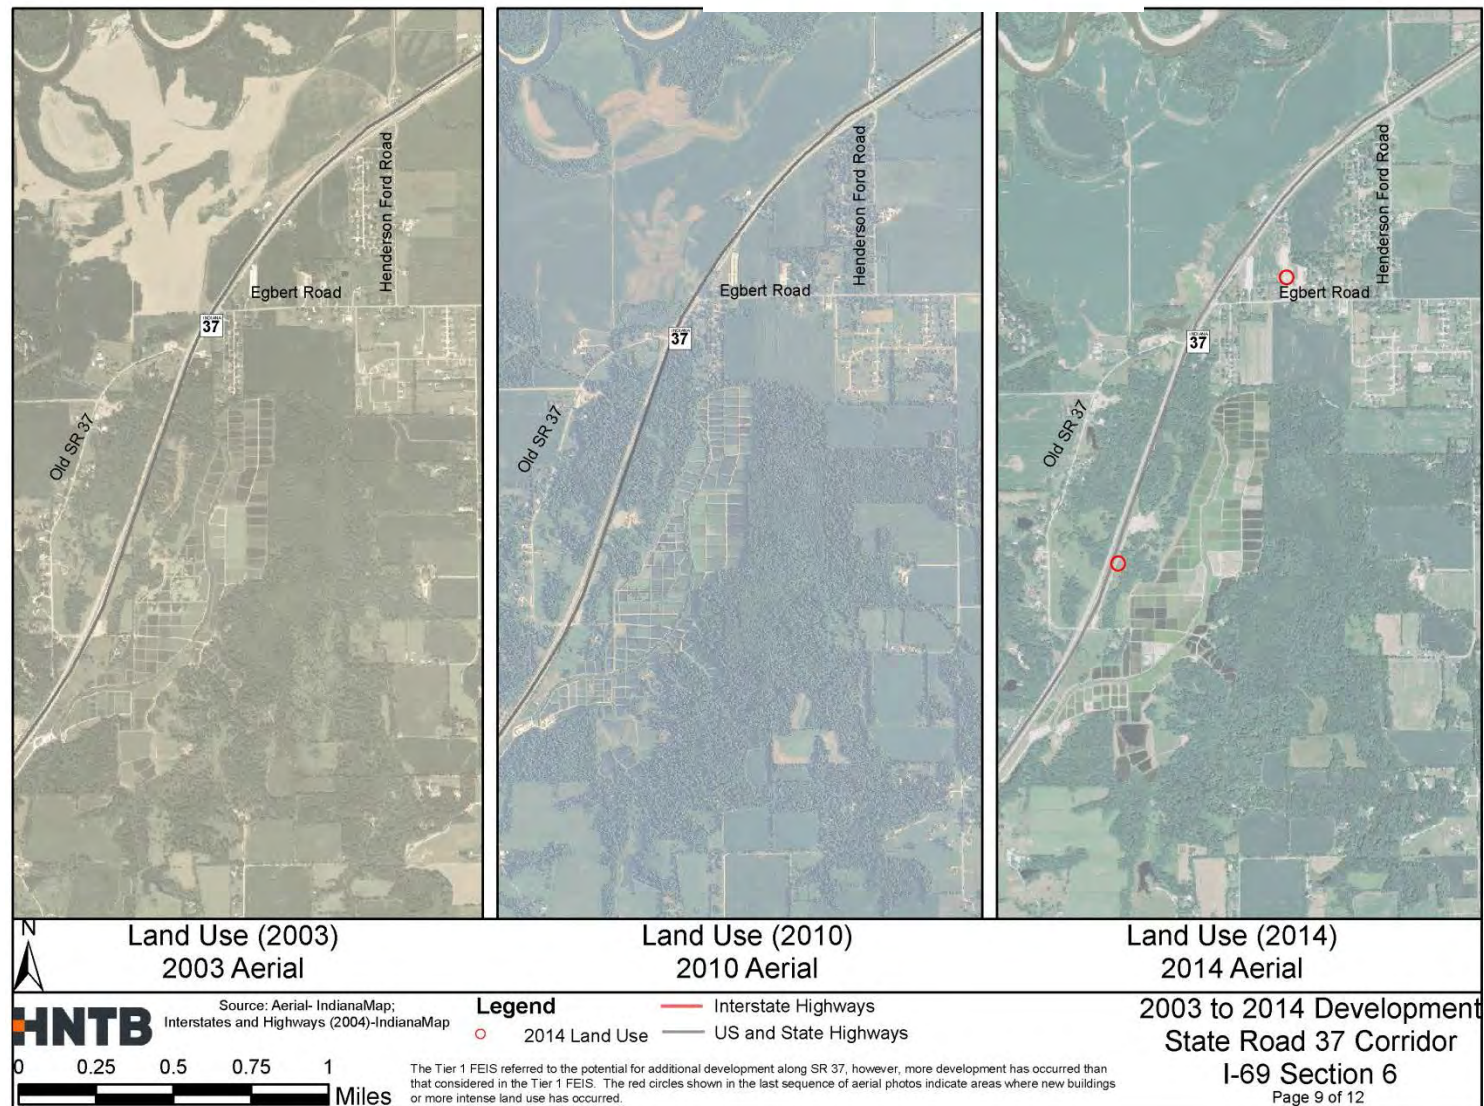 Henderson Ford Road
Egbert Road
INDIANA
37
Old SR 37
Henderson Ford Road
Egbert Road
INDIANA
37
Old SR 37
Henderson Ford Road
Egbert Road
INDIANA
37
Old SR 37
N
Land Use (2003)
2003 Aerial
Land Use (2010)
2010 Aerial
Land Use (2014)
2014 Aerial
HNTB
Source: Aerial- IndianaMap;
Interstates and Highways (2004)-IndianaMap
0 0.25 0.5 0.75 1
Miles
Legend
2014 Land Use
Interstate Highways
US and State Highways
The Tier 1 FEIS referred to the potential for additional development along SR 37, however, more development has occurred than
that considered in the Tier 1 FEIS. The red circles shown in the last sequence of aerial photos indicate areas where new buildings
or more intense land use has occurred.
2003 to 2014 Development
State Road 37 Corridor
I-69 Section 6
Page 9 of 12